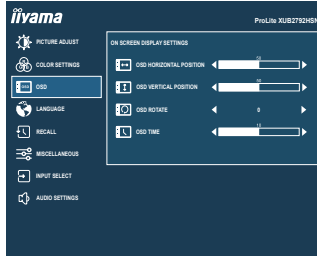 iiyama
ProLite XUB2792HSN
PICTURE ADJUST
COLOR SETTINGS
OSD
LANGUAGE
RECALL
MISCELLANEOUS
INPUT SELECT
AUDIO SETTINGS
ON SCREEN DISPLAY SETTINGS
OSD HORIZONTAL POSITION
50
OSD VERTICAL POSITION
50
OSD ROTATE
0
OSD TIME